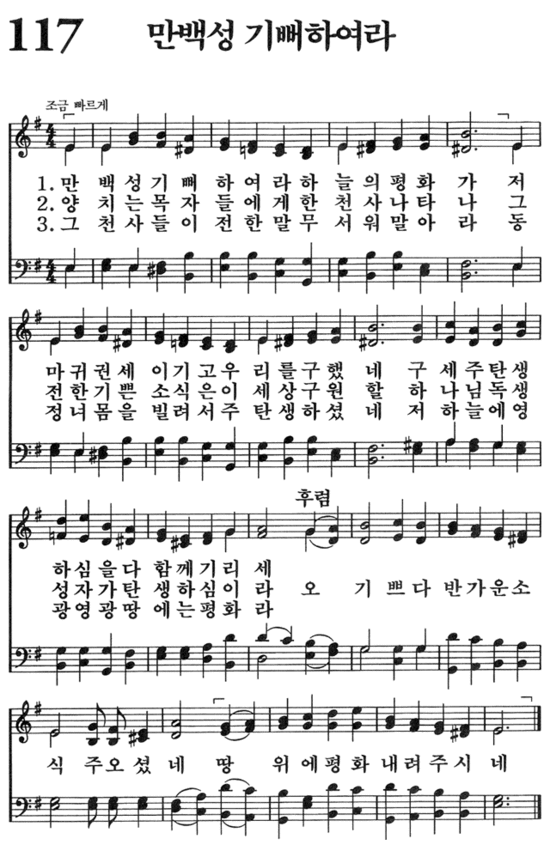 117 만백성 기뻐하여라
조금 빠르게
1. 만 백성기뻐 하여라하 늘의평화 가 저
2. 양 치는목자 들에게한 천사나타 나 그
3. 그 천사들이 전한말무 서워말아 라 동
마귀권세 이기고우 리를구했 네 구 세주탄생
전한기쁜 소식은이 세상구원 할 하 나님독생
정녀몸을 빌려서주 탄생하셨 네 저 하늘에영
후렴
하심을다 함께기리 세
성자가탄 생하심이 라 오 기 쁘다 반가운소
광영광땅 에는평화 라
식 주오셨네 땅 위에평화 내려주시 네